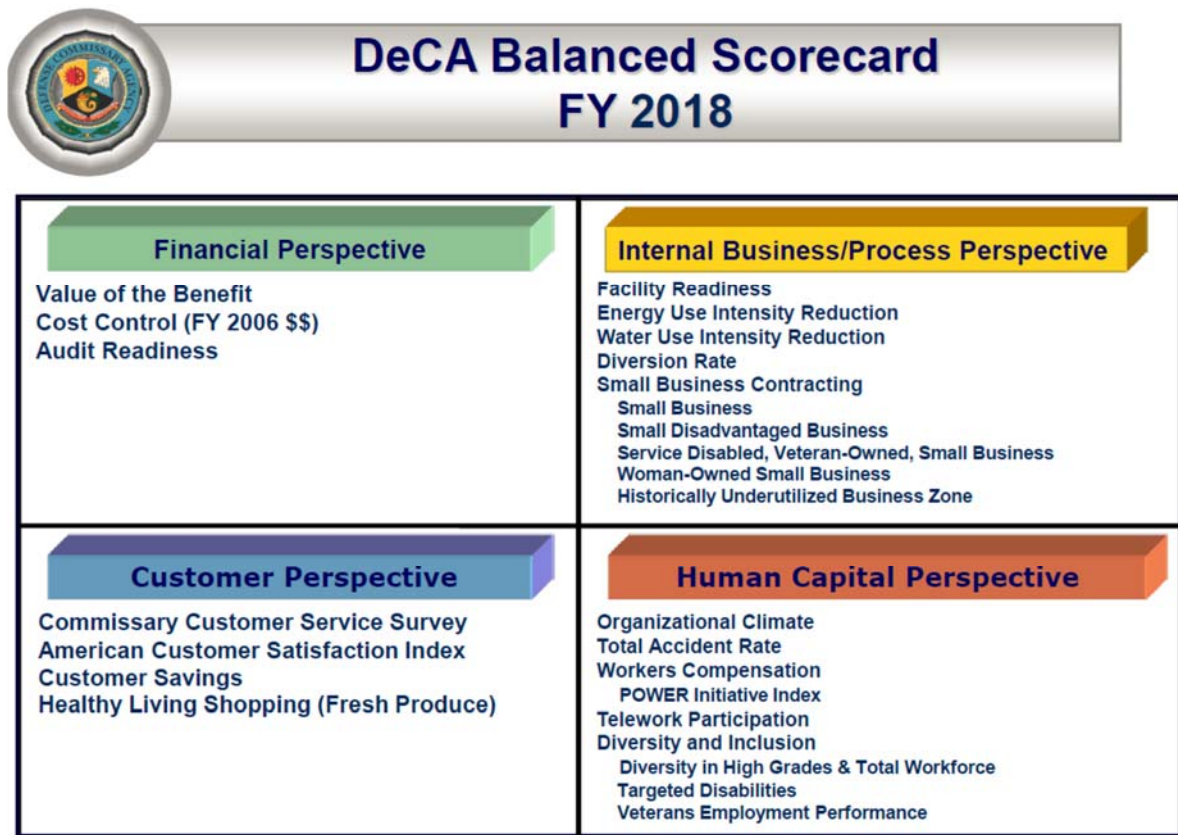 DEFENSE COMMISSARY AGENCY
DeCA Balanced Scorecard
FY 2018
Financial Perspective
Value of the Benefit
Cost Control (FY 2006 $$)
Audit Readiness
Internal Business/Process Perspective
Facility Readiness
Energy Use Intensity Reduction
Water Use Intensity Reduction
Diversion Rate
Small Business Contracting
Small Business
Small Disadvantaged Business
Service Disabled, Veteran-Owned, Small Business
Woman-Owned Small Business
Historically Underutilized Business Zone
Customer Perspective
Commissary Customer Service Survey
American Customer Satisfaction Index
Customer Savings
Healthy Living Shopping (Fresh Produce)
Human Capital Perspective
Organizational Climate
Total Accident Rate
Workers Compensation
POWER Initiative Index
Telework Participation
Diversity and Inclusion
Diversity in High Grades & Total Workforce
Targeted Disabilities
Veterans Employment Performance